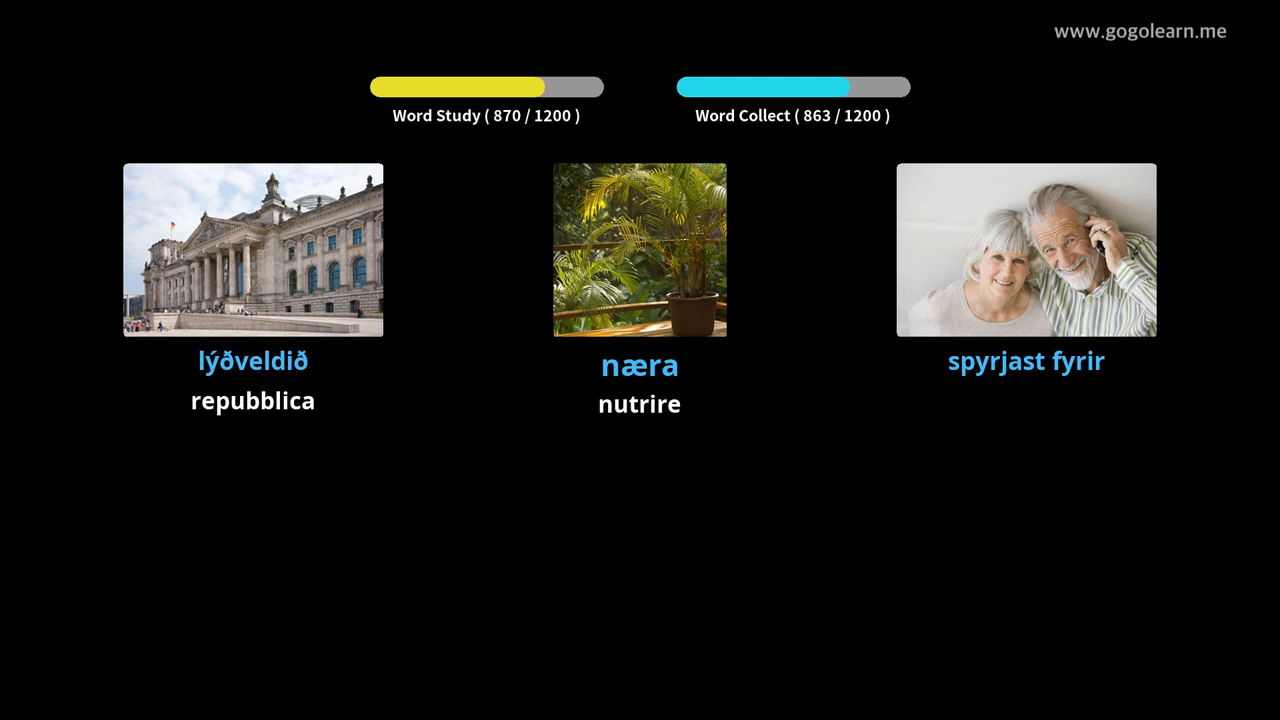 www.gogolearn.me
Word Study ( 870 / 1200 )
Word Collect ( 863 / 1200 )
lýðveldið
næra
spyrjast fyrir
repubblica
nutrire